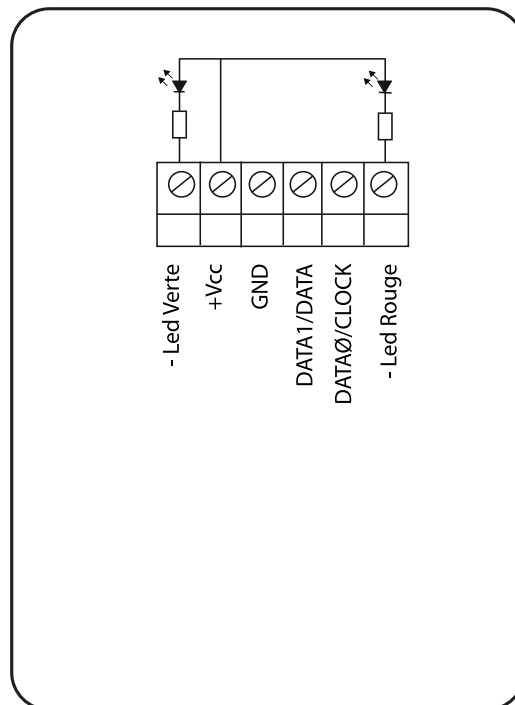 - Led Verte
+Vcc
GND
DATA1/DATA
DATAØ/CLOCK
- Led Rouge